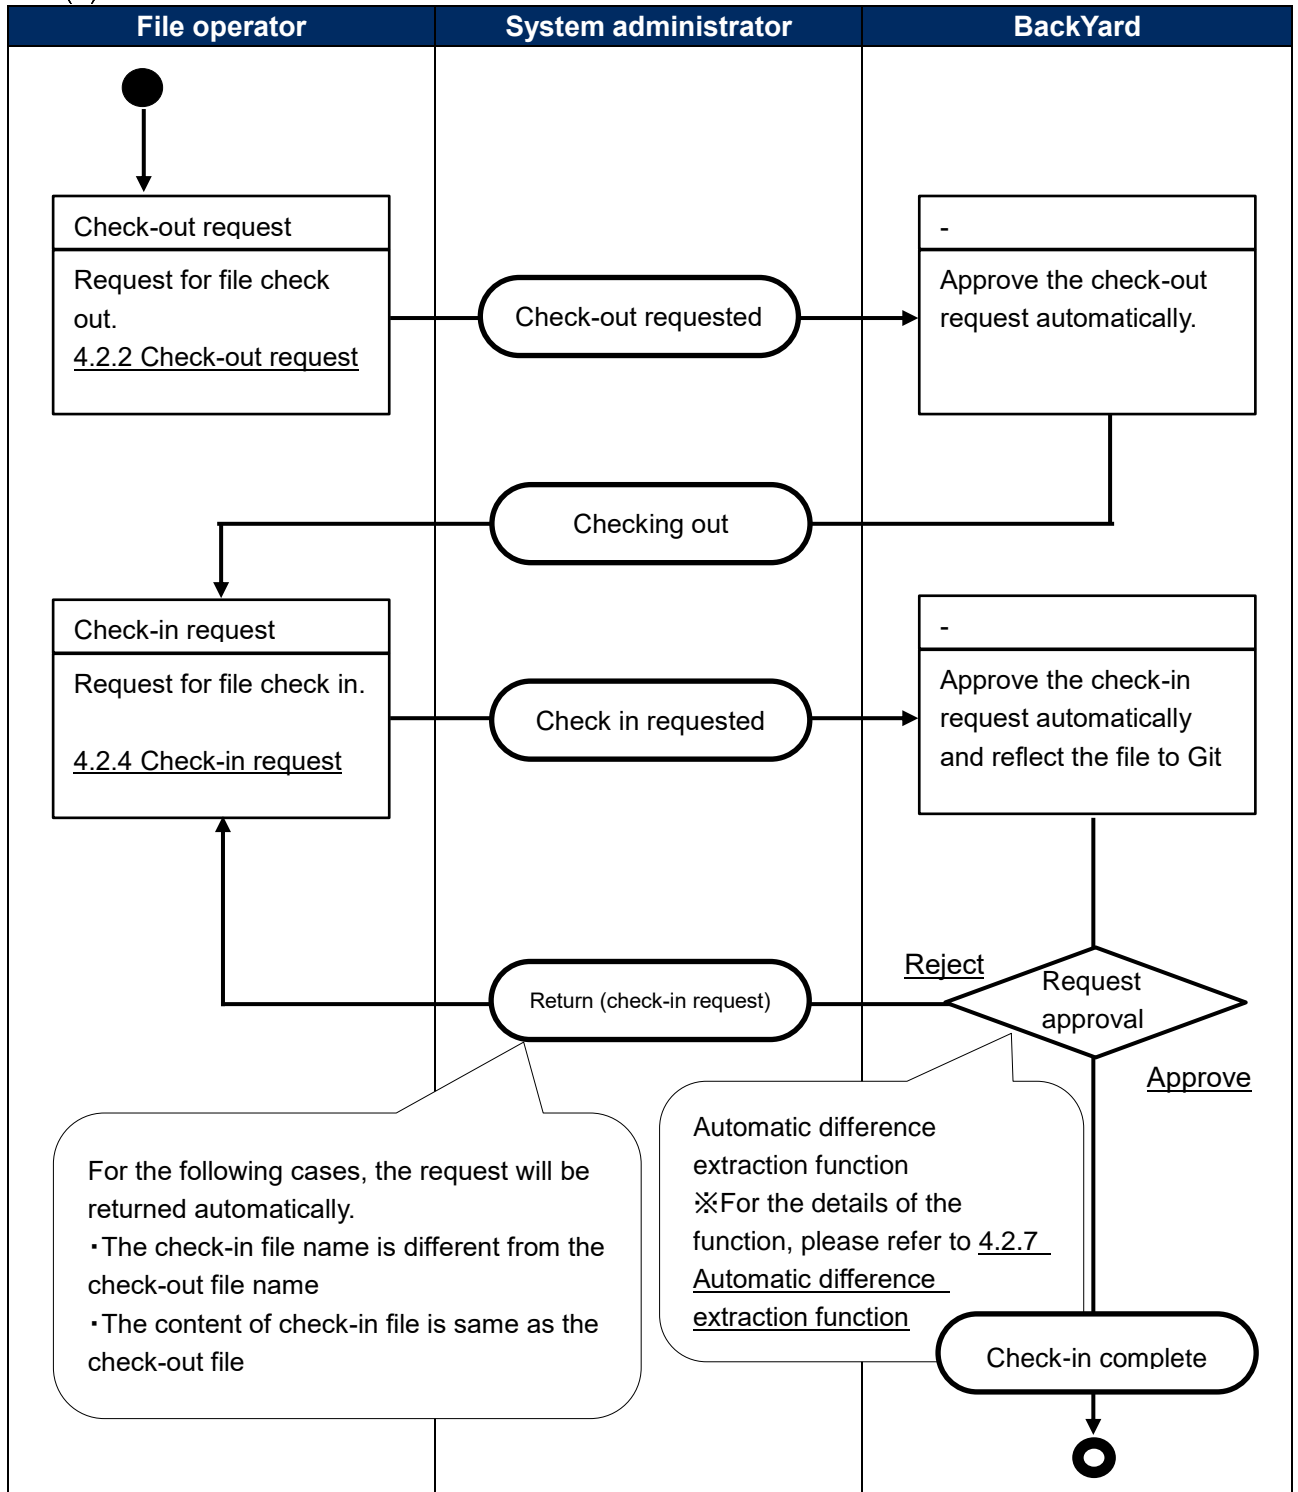 File operator
System administrator
BackYard
Check-out request
Request for file check
out.
4.2.2 Check-out request
Check-out requested
-
Approve the check-out
request automatically.
Checking out
Check-in request
Request for file check in.
4.2.4 Check-in request
Check in requested
-
Approve the check-in
request automatically
and reflect the file to Git
Return (check-in request)
Reject
Request
approval
Approve
For the following cases, the request will be
returned automatically.
・The check-in file name is different from the
check-out file name
・The content of check-in file is same as the
check-out file
Automatic difference
extraction function
※For the details of the
function, please refer to 4.2.7
Automatic difference
extraction function
Check-in complete